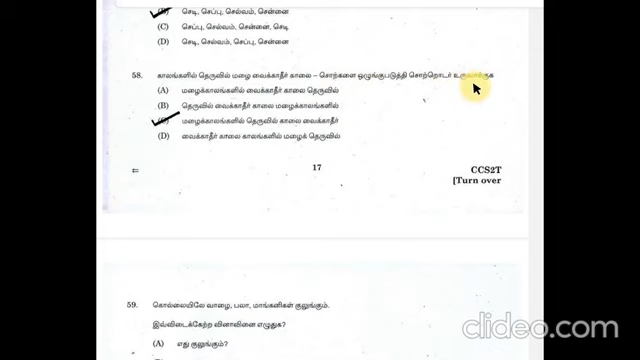 (B) செடி, செப்பு, செல்வம், சென்னை
(C) செப்பு, செல்வம், சென்னை, செடி
(D) செடி, செல்வம், செப்பு, சென்னை
58. காலங்களில் தெருவில் மழை வைக்காதீர் காலை – சொற்களை ஒழுங்குபடுத்தி சொற்றொடர் உருவாக்குக
(A) மழைக்காலங்களில் வைக்காதீர் காலை தெருவில்
(B) தெருவில் வைக்காதீர் காலை மழைக்காலங்களில்
(C) மழைக்காலங்களில் தெருவில் காலை வைக்காதீர்
(D) வைக்காதீர் காலை காலங்களில் மழைக் தெருவில்
⇐ 17 CCS2T
[Turn over
59. கொல்லையிலே வாழை, பலா, மாங்கனிகள் குலுங்கும்.
இவ்விடைக்கேற்ற வினாவினை எழுதுக?
(A) எது குலுங்கும்?
clideo.com